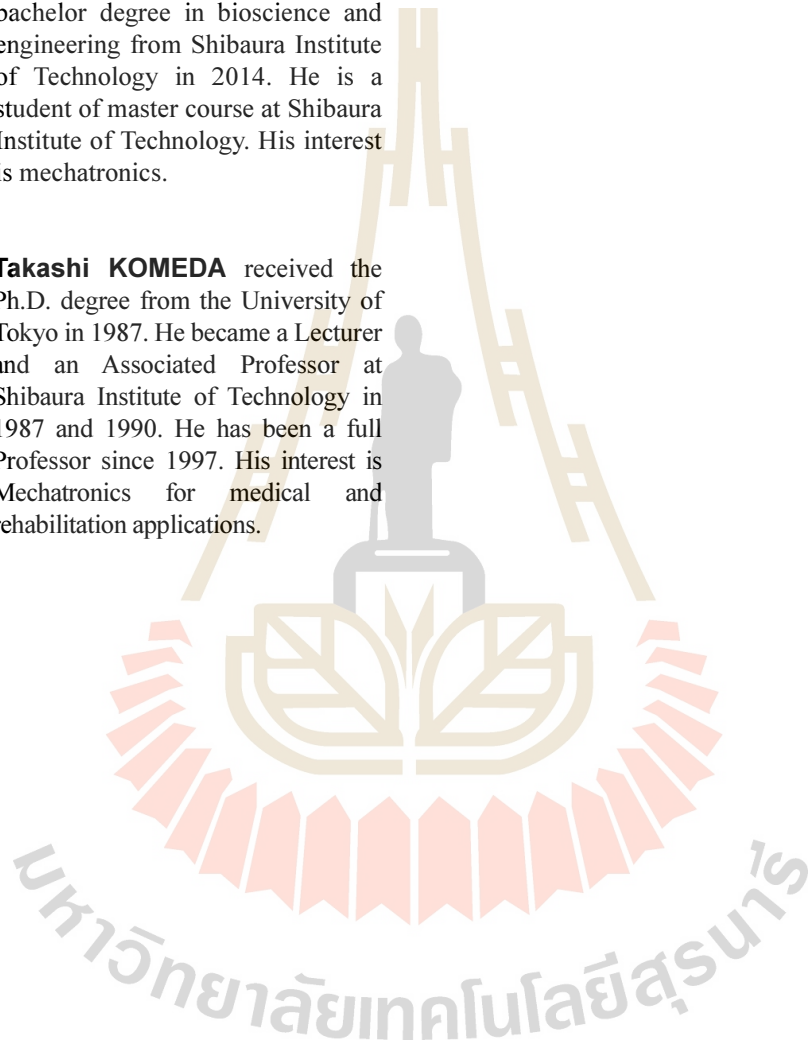 bachelor degree in bioscience and
engineering from Shibaura Institute
of Technology in 2014. He is a
student of master course at Shibaura
Institute of Technology. His interest
is mechatronics.
Takashi KOMEDA received the
Ph.D. degree from the University of
Tokyo in 1987. He became a Lecturer
and an Associated Professor at
Shibaura Institute of Technology in
1987 and 1990. He has been a full
Professor since 1997. His interest is
Mechatronics for medical and
rehabilitation applications.
มหาวิทยาลัยเทคโนโลยีสุรนารี